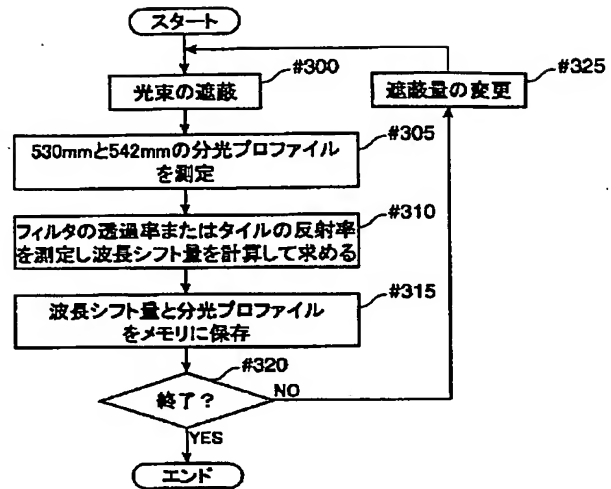 スタート
#300
光束の遮蔽
#325
遮蔽量の変更
#305
530mmと542mmの分光プロファイル
を測定
#310
フィルタの透過率またはタイルの反射率
を測定し波長シフト量を計算して求める
#315
波長シフト量と分光プロファイル
をメモリに保存
#320
終了？
NO
YES
エンド